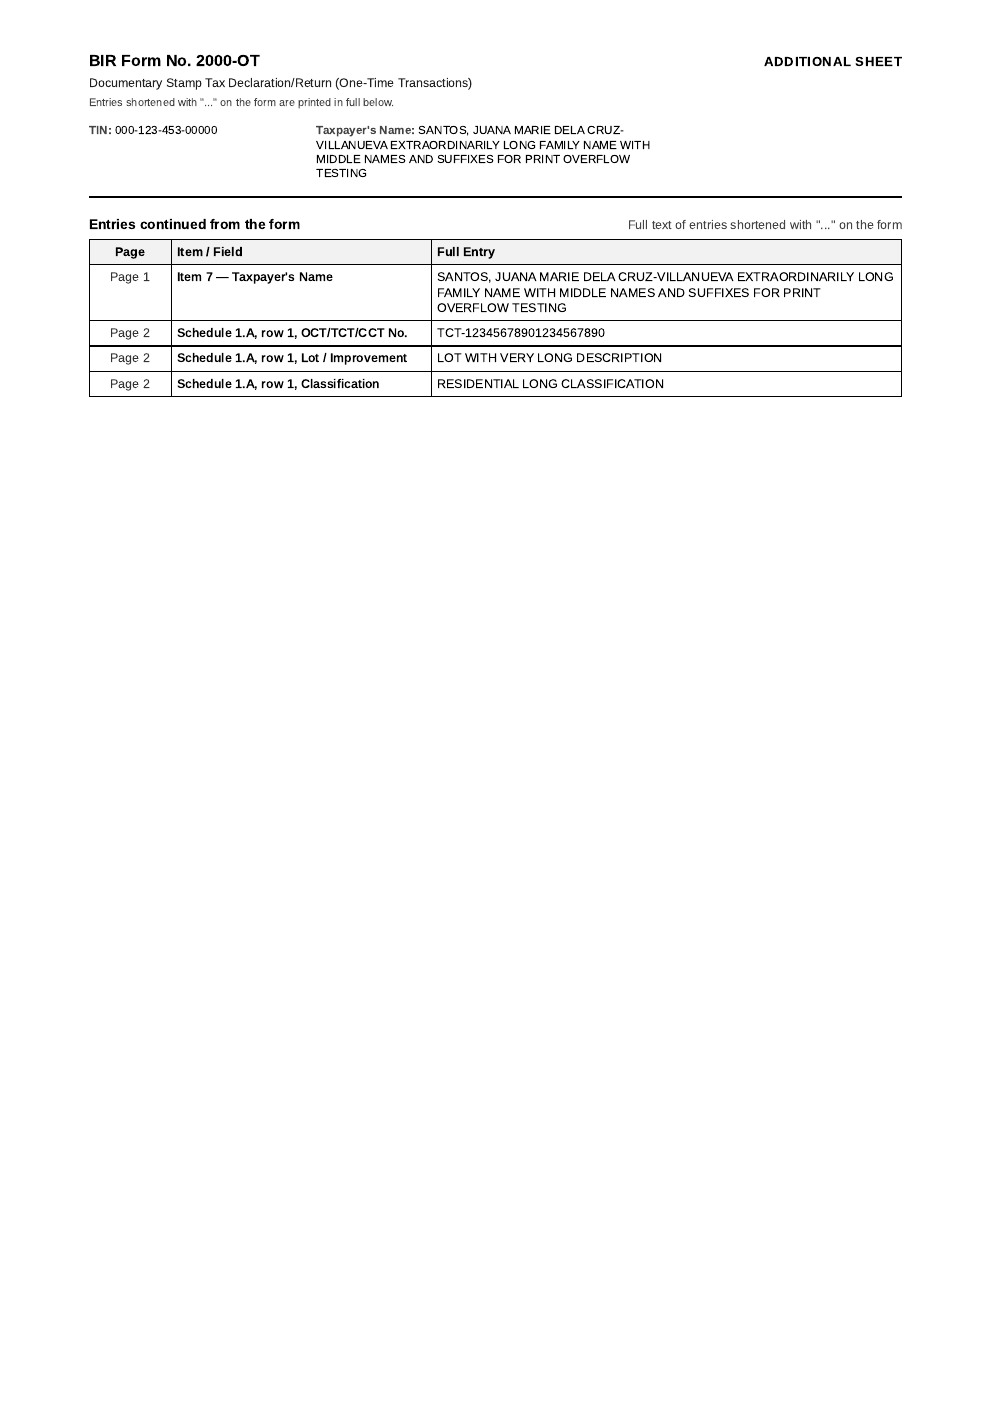 BIR Form No. 2000-OT
ADDITIONAL SHEET
Documentary Stamp Tax Declaration/Return (One-Time Transactions)
Entries shortened with "..." on the form are printed in full below.
TIN: 000-123-453-00000
Taxpayer's Name: SANTOS, JUANA MARIE DELA CRUZ-
VILLANUEVA EXTRAORDINARILY LONG FAMILY NAME WITH
MIDDLE NAMES AND SUFFIXES FOR PRINT OVERFLOW
TESTING
Entries continued from the form
Full text of entries shortened with "..." on the form
Page Item / Field Full Entry
Page 1 Item 7 — Taxpayer's Name SANTOS, JUANA MARIE DELA CRUZ-VILLANUEVA EXTRAORDINARILY LONG
FAMILY NAME WITH MIDDLE NAMES AND SUFFIXES FOR PRINT
OVERFLOW TESTING
Page 2 Schedule 1.A, row 1, OCT/TCT/CCT No. TCT-12345678901234567890
Page 2 Schedule 1.A, row 1, Lot / Improvement LOT WITH VERY LONG DESCRIPTION
Page 2 Schedule 1.A, row 1, Classification RESIDENTIAL LONG CLASSIFICATION